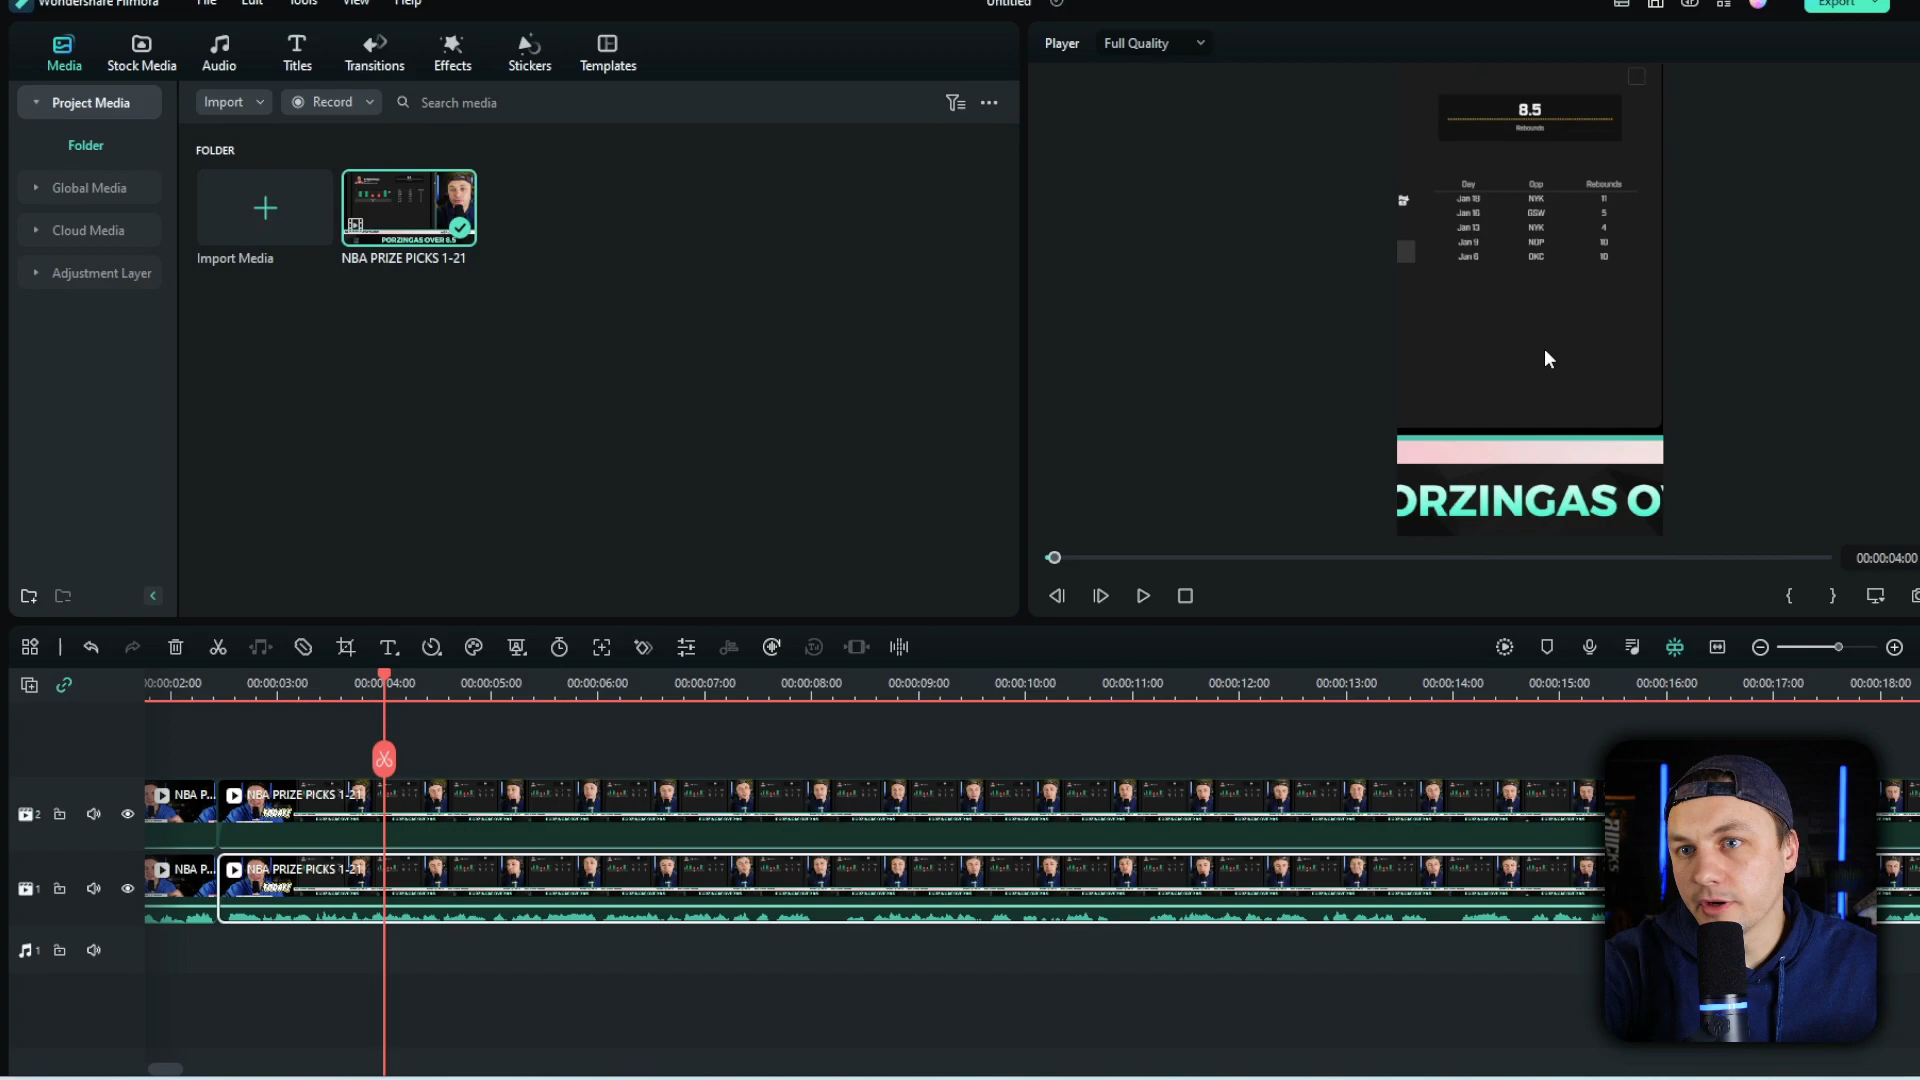 Wondershare Filmora File Edit Tools View Help Untitled Export
Media Stock Media Audio Titles Transitions Effects Stickers Templates
Player Full Quality
Project Media
Import Record Search media
Folder
Global Media
Cloud Media
Adjustment Layer
FOLDER
PORZINGAS OVER 8.5
Import Media NBA PRIZE PICKS 1-21
8.5
Rebounds
Day Opp Rebounds
Jan 18 NYK 11
Jan 16 GSW 5
Jan 13 NYK 4
Jan 9 NOP 10
Jan 6 OKC 10
ORZINGAS O
00:00:04:00
00:00:02:00 00:00:03:00 00:00:04:00 00:00:05:00 00:00:06:00 00:00:07:00 00:00:08:00 00:00:09:00 00:00:10:00 00:00:11:00 00:00:12:00 00:00:13:00 00:00:14:00 00:00:15:00 00:00:16:00 00:00:17:00 00:00:18:00
2 NBA P... NBA PRIZE PICKS 1-21
1 NBA P... NBA PRIZE PICKS 1-21
1